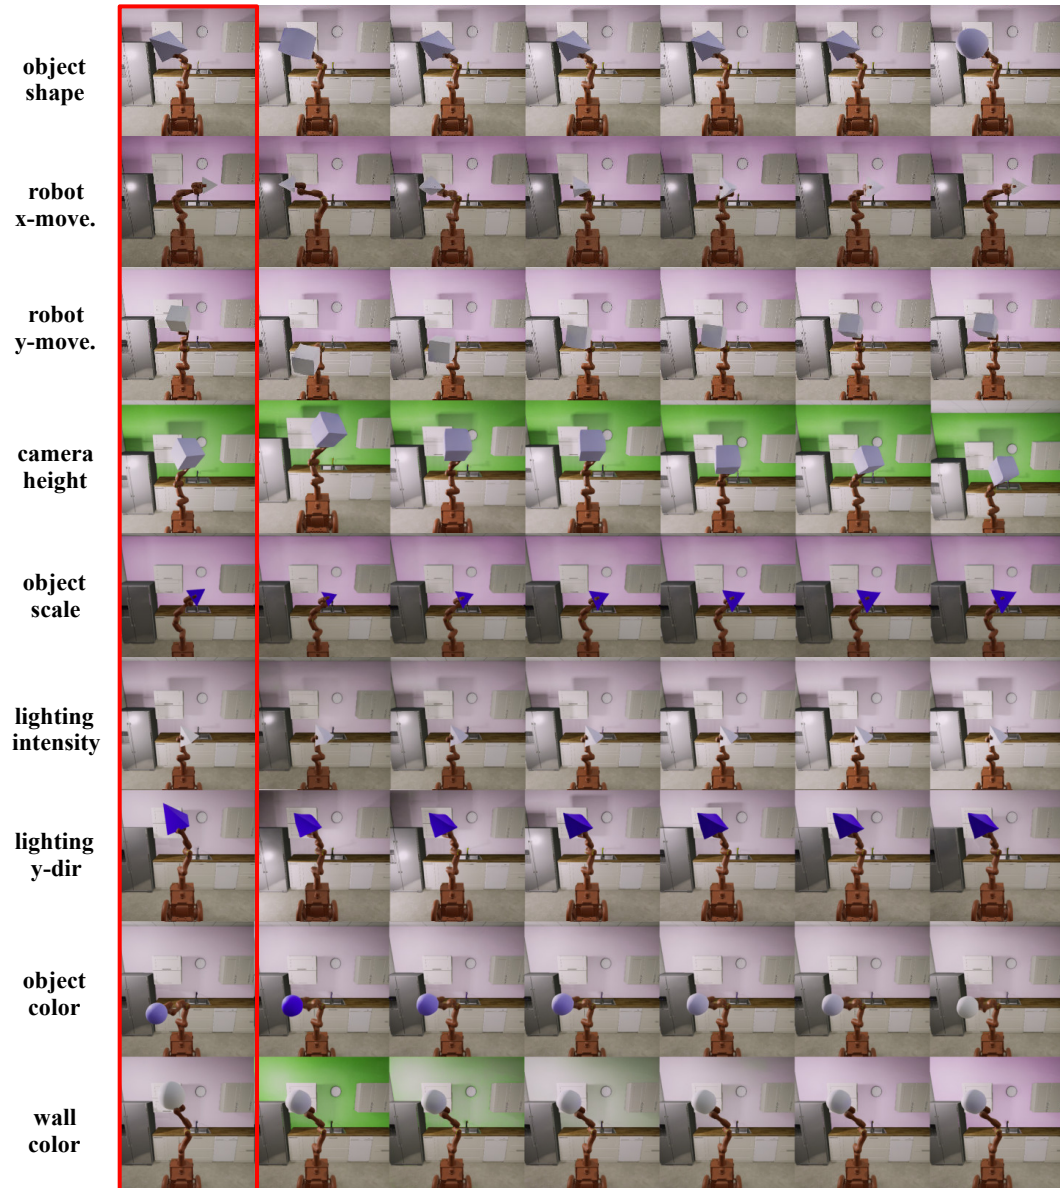 object
shape
robot
x-move.
robot
y-move.
camera
height
object
scale
lighting
intensity
lighting
y-dir
object
color
wall
color